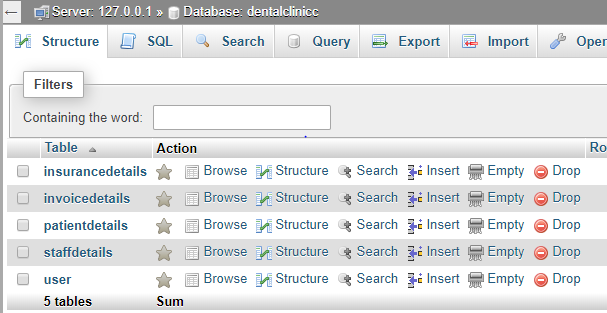 ← Server: 127.0.0.1 » Database: dentalclinicc
Structure SQL Search Query Export Import Oper
Filters
Containing the word:
Table Action Ro
insurancedetails Browse Structure Search Insert Empty Drop
invoicedetails Browse Structure Search Insert Empty Drop
patientdetails Browse Structure Search Insert Empty Drop
staffdetails Browse Structure Search Insert Empty Drop
user Browse Structure Search Insert Empty Drop
5 tables Sum